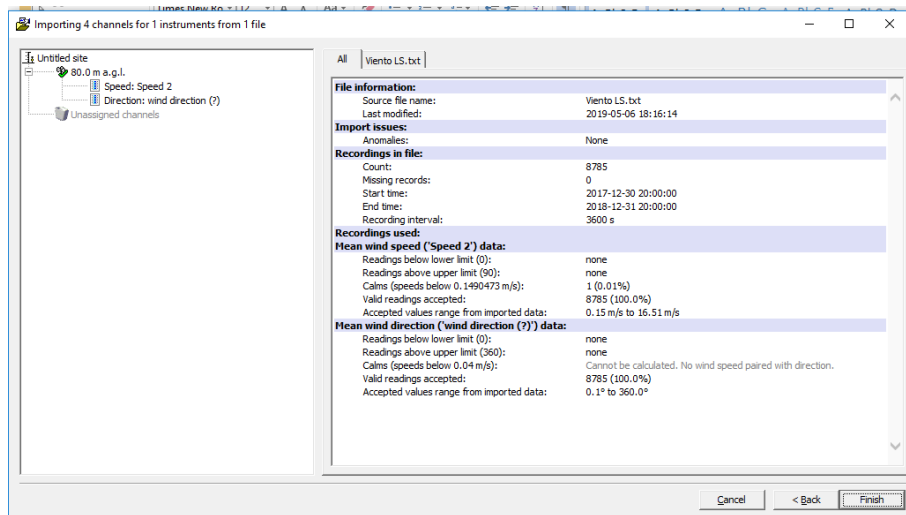 Importing 4 channels for 1 instruments from 1 file
Untitled site
80.0 m a.g.l.
Speed: Speed 2
Direction: wind direction (?)
Unassigned channels
All
Viento LS.txt
File information:
Source file name: Viento LS.txt
Last modified: 2019-05-06 18:16:14
Import issues:
Anomalies: None
Recordings in file:
Count: 8785
Missing records: 0
Start time: 2017-12-30 20:00:00
End time: 2018-12-31 20:00:00
Recording interval: 3600 s
Recordings used:
Mean wind speed ('Speed 2') data:
Readings below lower limit (0): none
Readings above upper limit (90): none
Calms (speeds below 0.1490473 m/s): 1 (0.01%)
Valid readings accepted: 8785 (100.0%)
Accepted values range from imported data: 0.15 m/s to 16.51 m/s
Mean wind direction ('wind direction (?)') data:
Readings below lower limit (0): none
Readings above upper limit (360): none
Calms (speeds below 0.04 m/s): Cannot be calculated. No wind speed paired with direction.
Valid readings accepted: 8785 (100.0%)
Accepted values range from imported data: 0.1° to 360.0°
Cancel
< Back
Finish